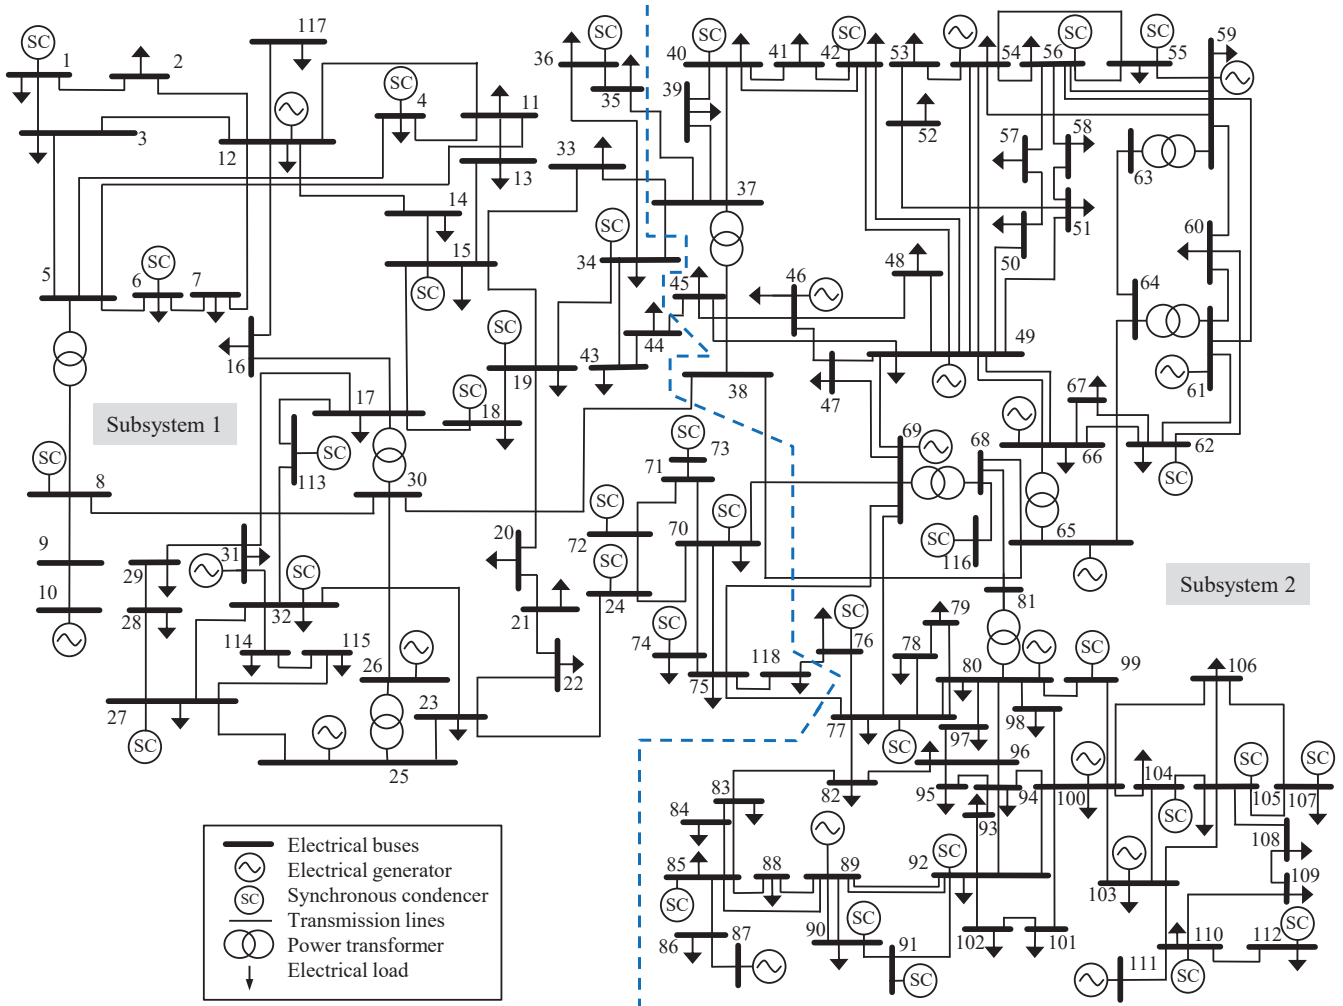 117
SC
36
SC
40
SC
41
42
SC
53
54
56
SC
55
SC
59
1
2
35
39
SC
4
11
52
57
58
3
12
33
63
13
37
14
34
SC
51
15
60
5
SC
6
7
SC
45
46
48
50
64
16
SC
19
44
43
49
61
Subsystem 1
17
SC
18
38
47
67
SC
113
SC
73
69
68
66
62
SC
8
30
71
SC
72
SC
70
SC
116
65
9
31
20
SC
24
Subsystem 2
29
SC
10
28
32
21
81
114
115
SC
74
118
SC
76
79
78
80
SC
99
106
26
22
75
27
23
77
98
SC
SC
97
25
96
SC
SC
82
95
94
100
104
105
107
83
93
SC
84
108
Electrical buses
85
88
89
92
SC
Electrical generator
SC
103
109
SC
Synchronous condencer
SC
SC
Transmission lines
87
90
91
102
101
110
112
Power transformer
86
SC
SC
111
Electrical load